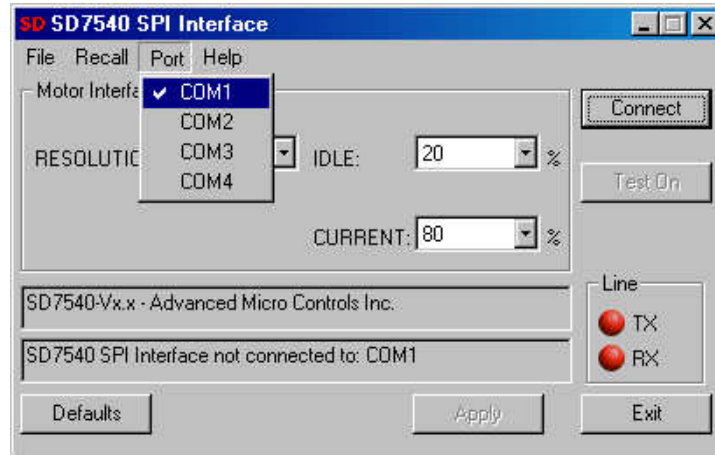 SD SD7540 SPI Interface
File Recall Port Help
Motor Interfa
COM1
COM2
COM3
COM4
Connect
RESOLUTIO
IDLE: 20 %
Test On
CURRENT: 80 %
Line
SD7540-Vx.x - Advanced Micro Controls Inc.
TX
SD7540 SPI Interface not connected to: COM1
RX
Defaults
Apply
Exit